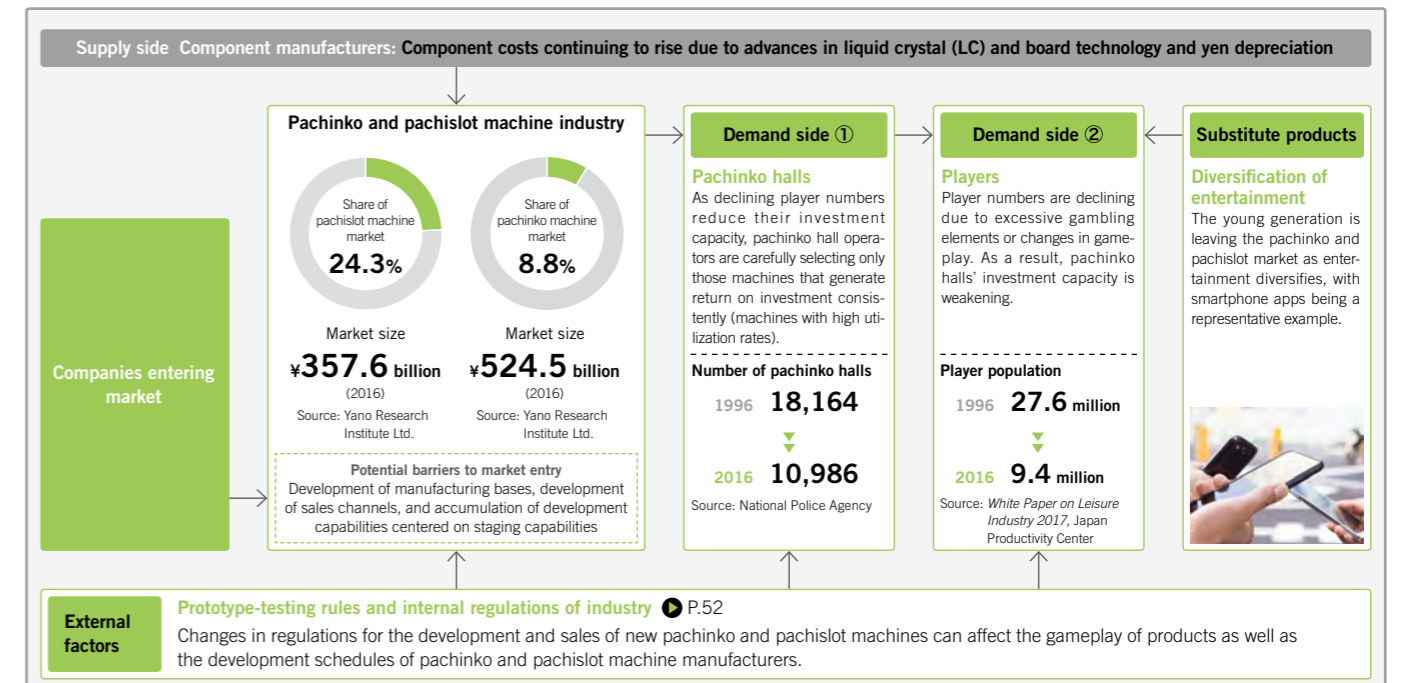 Supply side Component manufacturers: Component costs continuing to rise due to advances in liquid crystal (LC) and board technology and yen depreciation
Companies entering
market
Pachinko and pachislot machine industry
Share of
pachislot machine
market
24.3%
Market size
¥357.6 billion
(2016)
Source: Yano Research
Institute Ltd.
Share of
pachinko machine
market
8.8%
Market size
¥524.5 billion
(2016)
Source: Yano Research
Institute Ltd.
Potential barriers to market entry
Development of manufacturing bases, development
of sales channels, and accumulation of development
capabilities centered on staging capabilities
Demand side ①
Pachinko halls
As declining player numbers
reduce their investment
capacity, pachinko hall opera-
tors are carefully selecting only
those machines that generate
return on investment consis-
tently (machines with high uti-
lization rates).
Number of pachinko halls
1996 18,164
2016 10,986
Source: National Police Agency
Demand side ②
Players
Player numbers are declining
due to excessive gambling
elements or changes in game-
play. As a result, pachinko
halls' investment capacity is
weakening.
Player population
1996 27.6 million
2016 9.4 million
Source: White Paper on Leisure
Industry 2017, Japan
Productivity Center
Substitute products
Diversification of
entertainment
The young generation is
leaving the pachinko and
pachislot market as enter-
tainment diversifies, with
smartphone apps being a
representative example.
External
factors
Prototype-testing rules and internal regulations of industry P.52
Changes in regulations for the development and sales of new pachinko and pachislot machines can affect the gameplay of products as well as
the development schedules of pachinko and pachislot machine manufacturers.